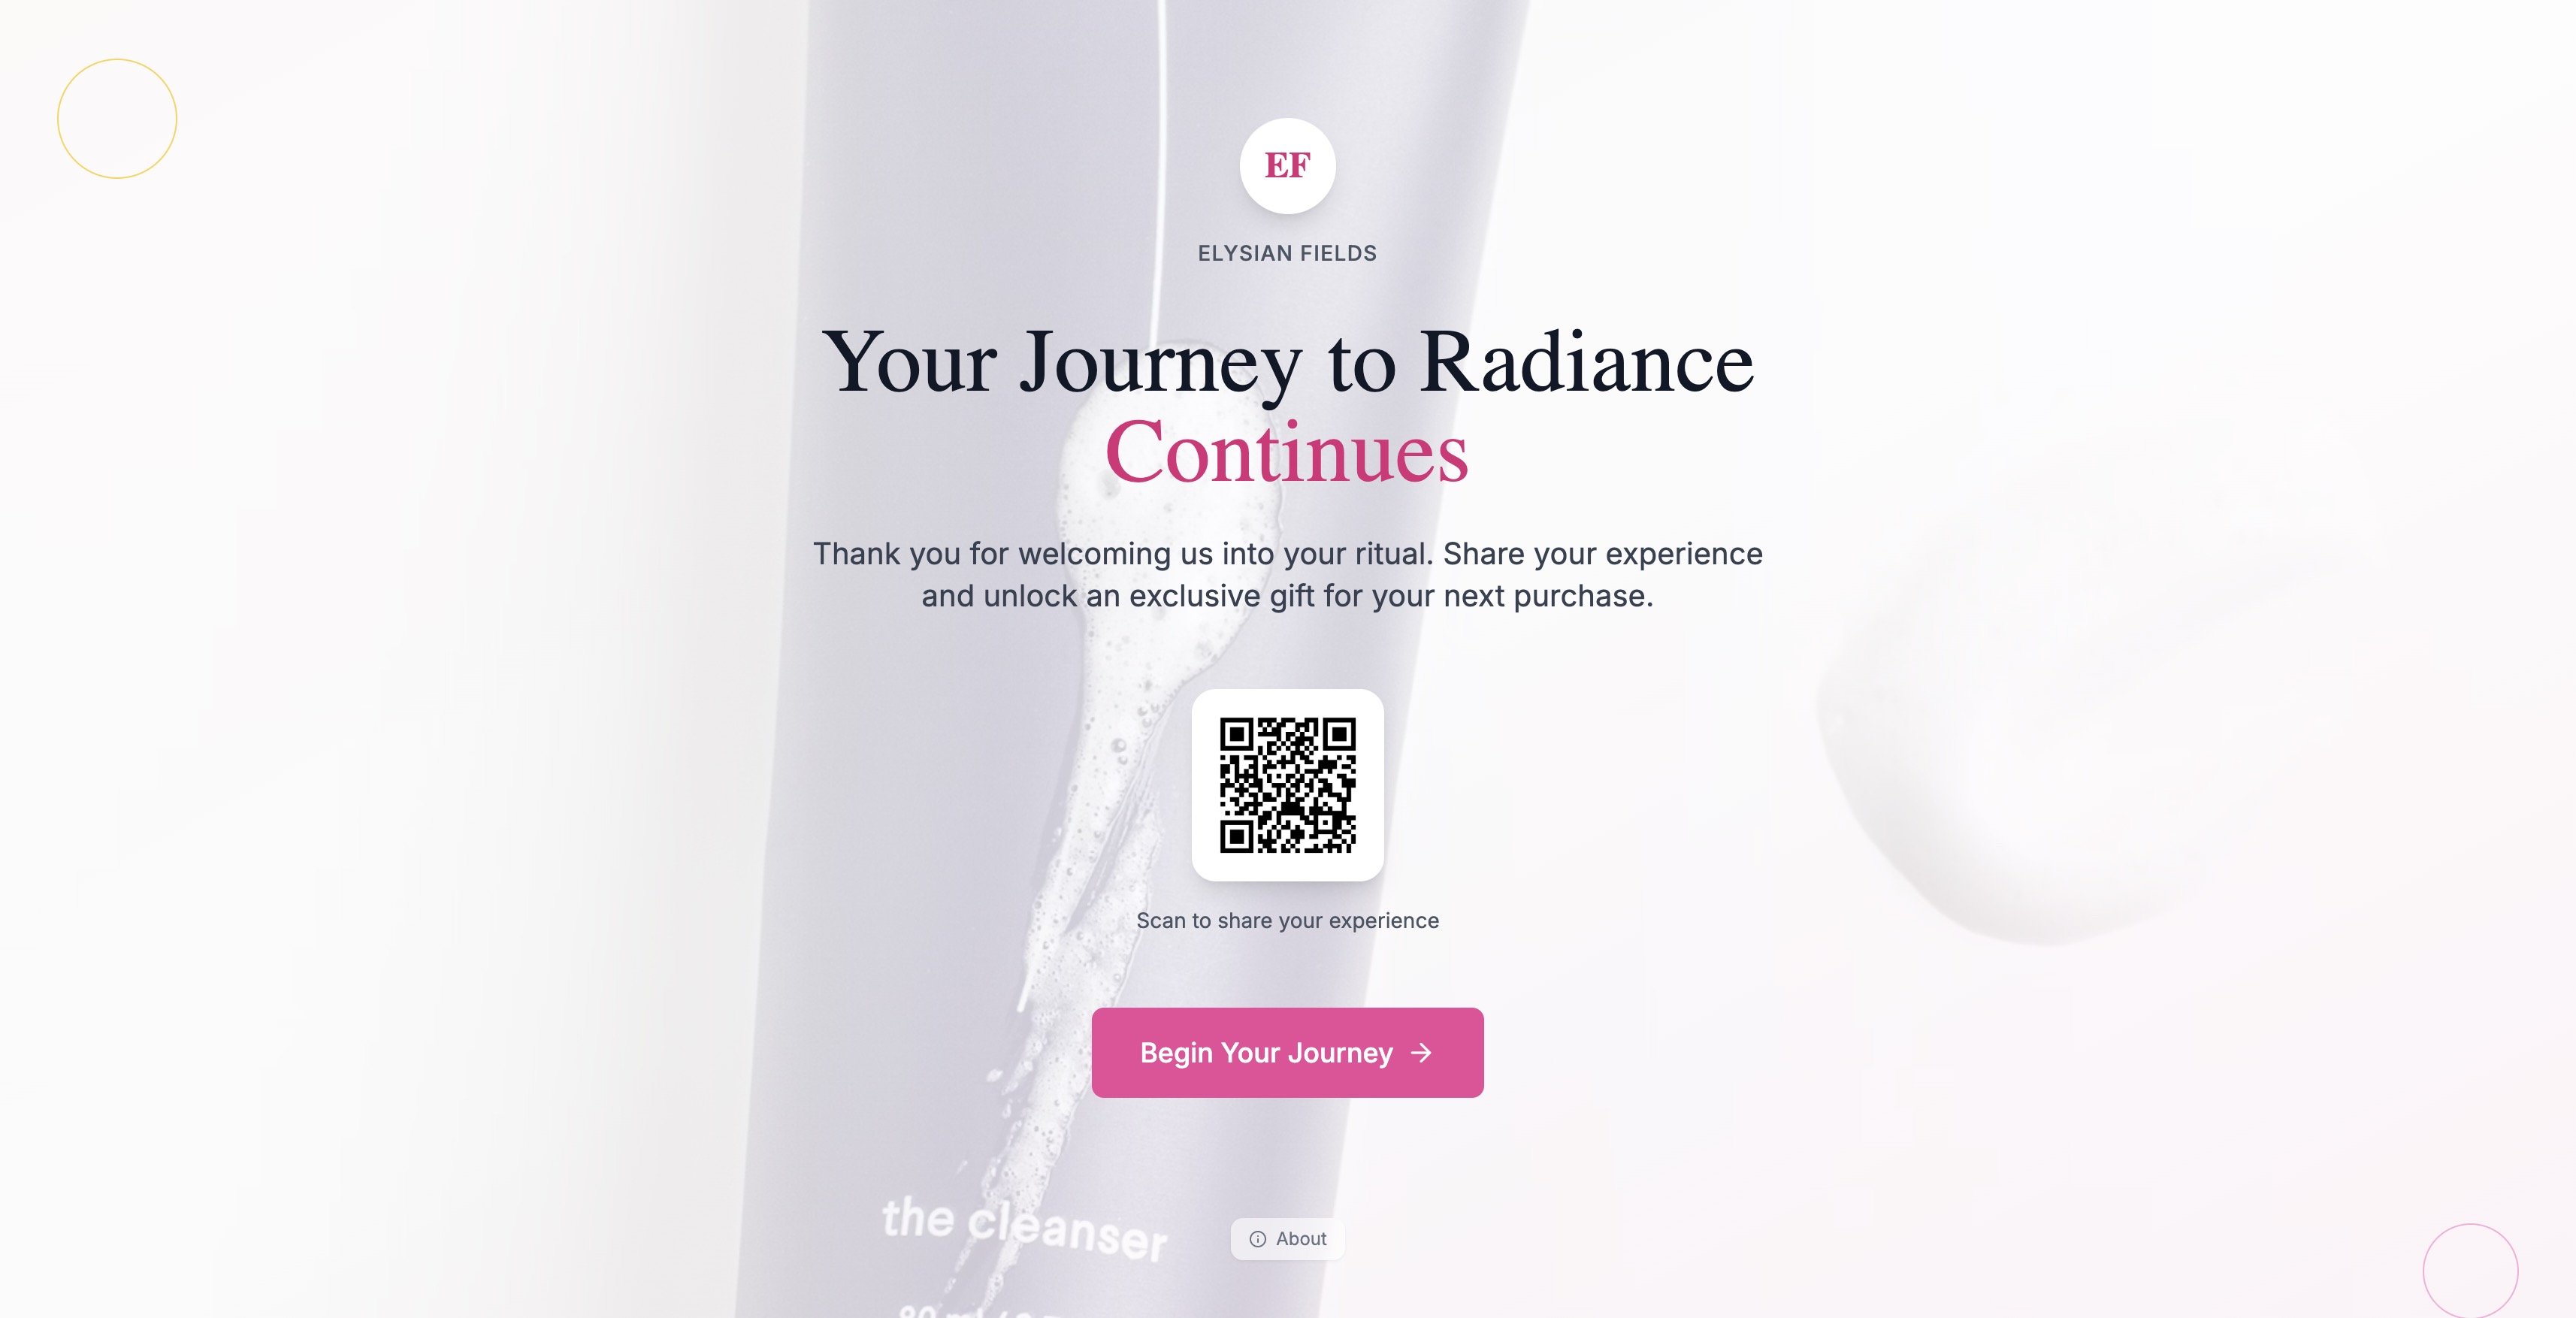 EF
ELYSIAN FIELDS
Your Journey to Radiance
Continues
Thank you for welcoming us into your ritual. Share your experience
and unlock an exclusive gift for your next purchase.
Scan to share your experience
Begin Your Journey
the cleanser
About